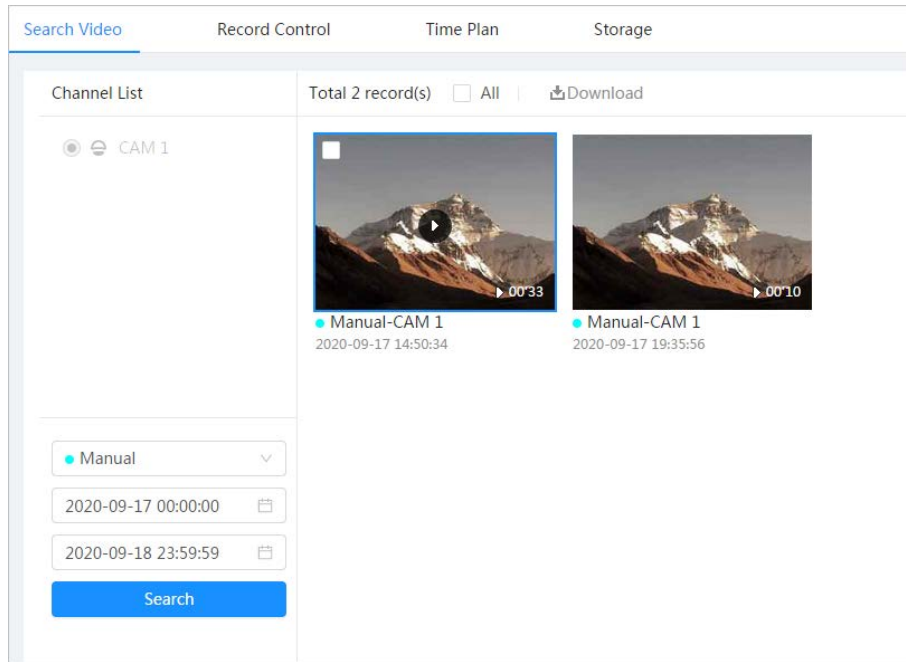 Search Video Record Control Time Plan Storage
Channel List
Total 2 record(s) All Download
CAM 1
00'33
00'10
Manual-CAM 1
2020-09-17 14:50:34
Manual-CAM 1
2020-09-17 19:35:56
Manual
2020-09-17 00:00:00
2020-09-18 23:59:59
Search